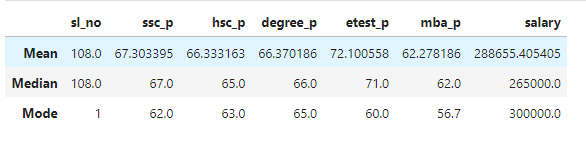 sl_no ssc_p hsc_p degree_p etest_p mba_p salary
Mean 108.0 67.303395 66.333163 66.370186 72.100558 62.278186 288655.405405
Median 108.0 67.0 65.0 66.0 71.0 62.0 265000.0
Mode 1 62.0 63.0 65.0 60.0 56.7 300000.0